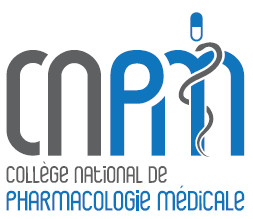 CNPM
COLLÈGE NATIONAL DE
PHARMACOLOGIE MÉDICALE